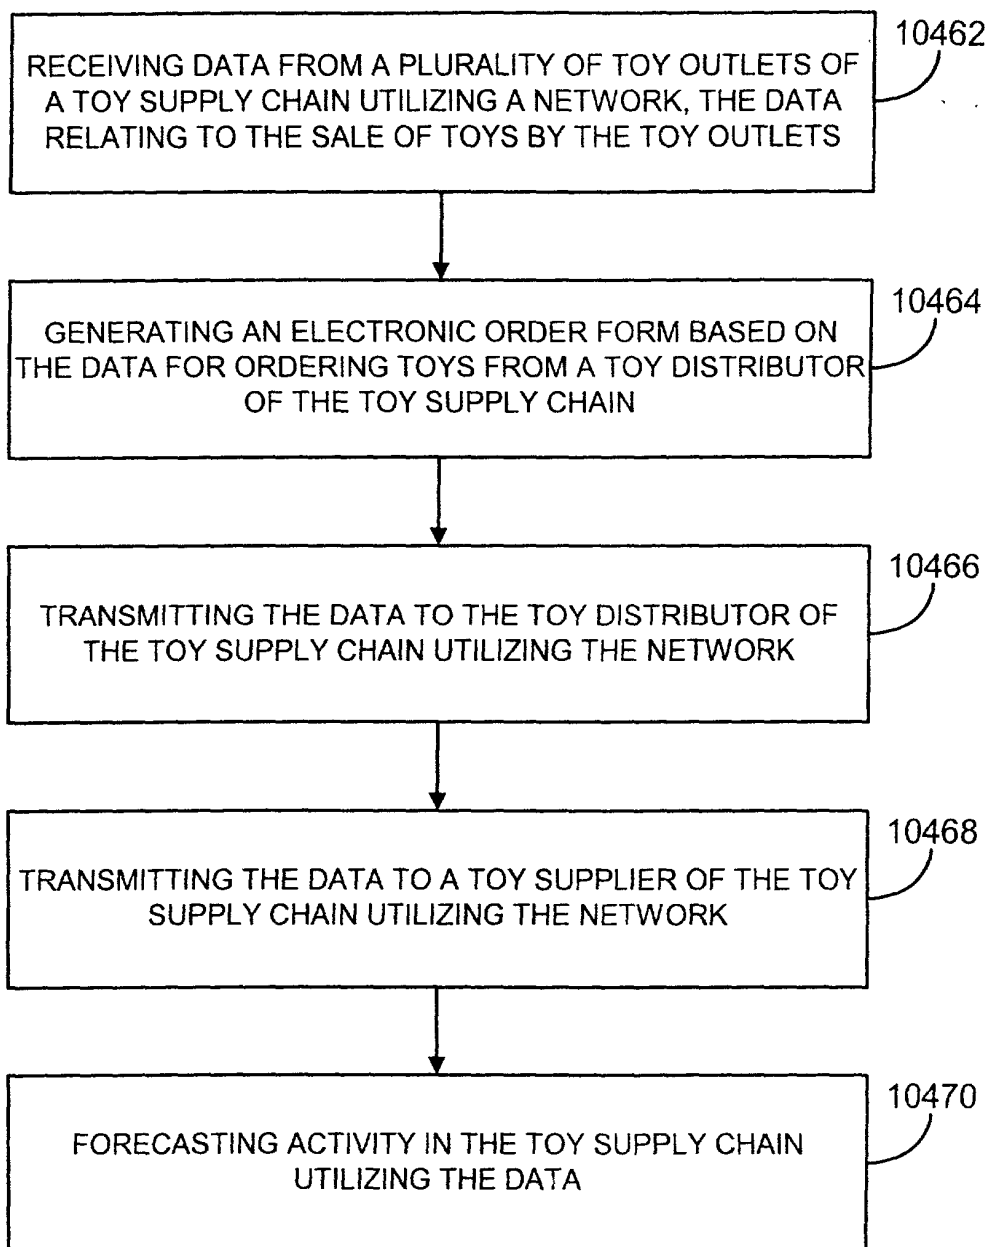 10462
RECEIVING DATA FROM A PLURALITY OF TOY OUTLETS OF
A TOY SUPPLY CHAIN UTILIZING A NETWORK, THE DATA
RELATING TO THE SALE OF TOYS BY THE TOY OUTLETS
10464
GENERATING AN ELECTRONIC ORDER FORM BASED ON
THE DATA FOR ORDERING TOYS FROM A TOY DISTRIBUTOR
OF THE TOY SUPPLY CHAIN
10466
TRANSMITTING THE DATA TO THE TOY DISTRIBUTOR OF
THE TOY SUPPLY CHAIN UTILIZING THE NETWORK
10468
TRANSMITTING THE DATA TO A TOY SUPPLIER OF THE TOY
SUPPLY CHAIN UTILIZING THE NETWORK
10470
FORECASTING ACTIVITY IN THE TOY SUPPLY CHAIN
UTILIZING THE DATA